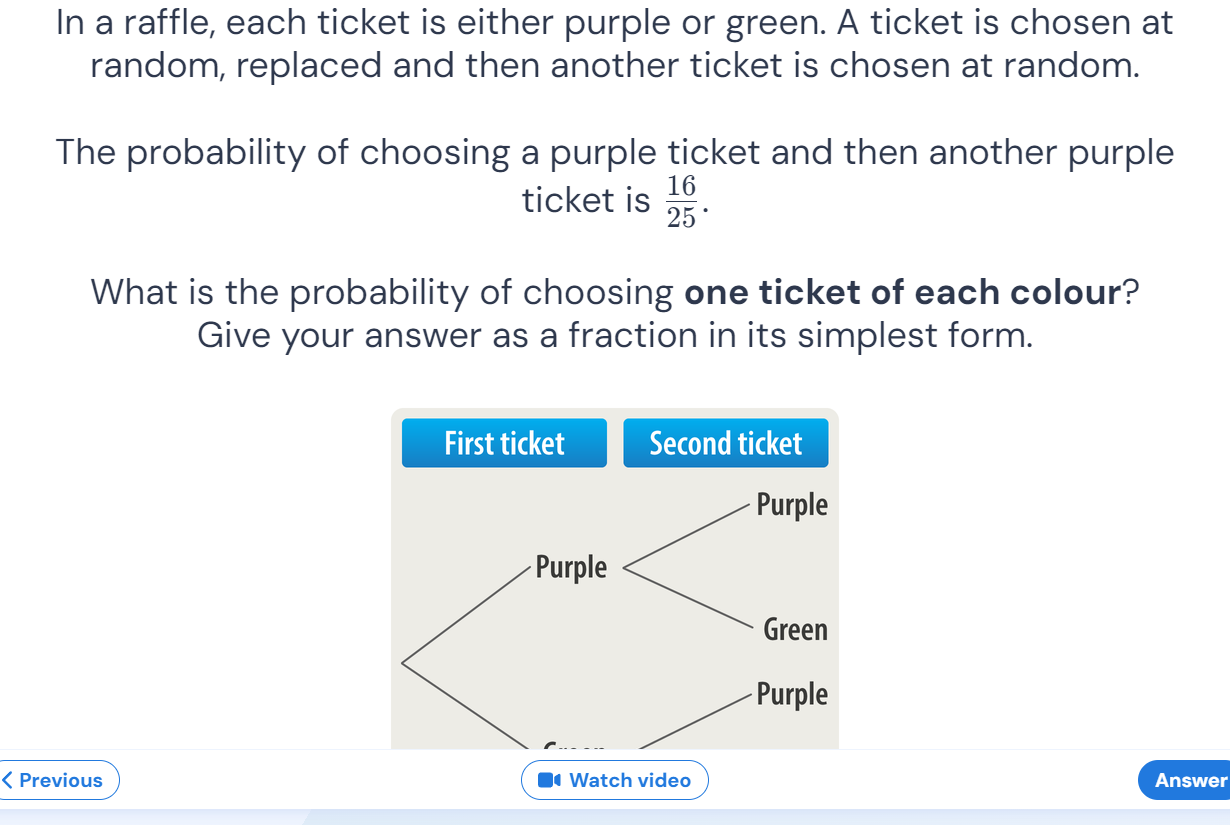 In a raffle, each ticket is either purple or green. A ticket is chosen at
random, replaced and then another ticket is chosen at random.
The probability of choosing a purple ticket and then another purple
ticket is 16/25.
What is the probability of choosing one ticket of each colour?
Give your answer as a fraction in its simplest form.
First ticket
Second ticket
Purple
Purple
Green
Purple
Previous
Watch video
Answer